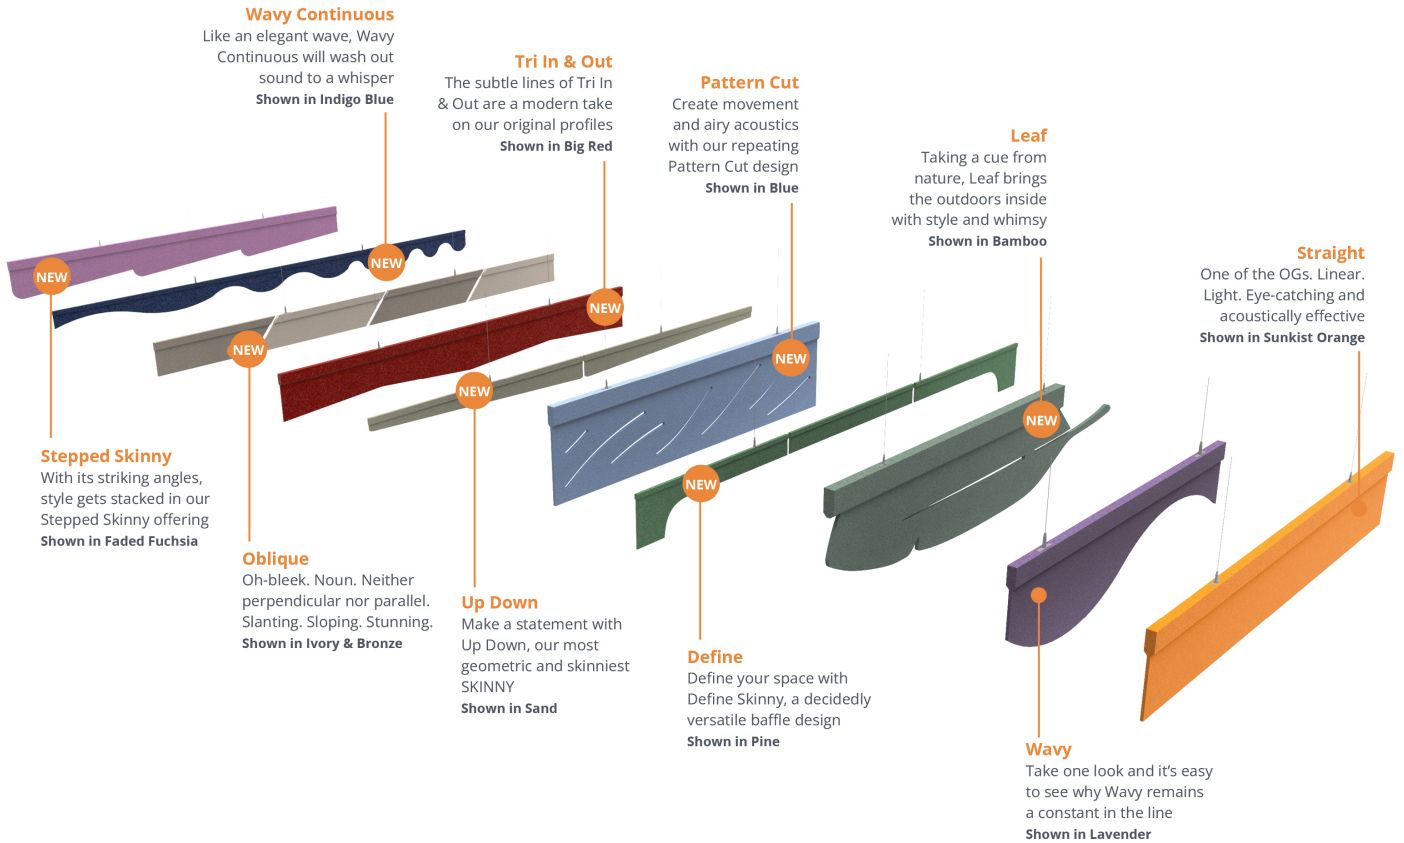 Wavy Continuous
Like an elegant wave, Wavy
Continuous will wash out
sound to a whisper
Shown in Indigo Blue
Tri In & Out
The subtle lines of Tri In
& Out are a modern take
on our original profiles
Shown in Big Red
Pattern Cut
Create movement
and airy acoustics
with our repeating
Pattern Cut design
Shown in Blue
Leaf
Taking a cue from
nature, Leaf brings
the outdoors inside
with style and whimsy
Shown in Bamboo
Straight
One of the OGs. Linear.
Light. Eye-catching and
acoustically effective
Shown in Sunkist Orange
NEW
NEW
NEW
NEW
NEW
NEW
NEW
NEW
Stepped Skinny
With its striking angles,
style gets stacked in our
Stepped Skinny offering
Shown in Faded Fuchsia
Oblique
Oh-bleek. Noun. Neither
perpendicular nor parallel.
Slanting. Sloping. Stunning.
Shown in Ivory & Bronze
Up Down
Make a statement with
Up Down, our most
geometric and skinniest
SKINNY
Shown in Sand
Define
Define your space with
Define Skinny, a decidedly
versatile baffle design
Shown in Pine
Wavy
Take one look and it's easy
to see why Wavy remains
a constant in the line
Shown in Lavender